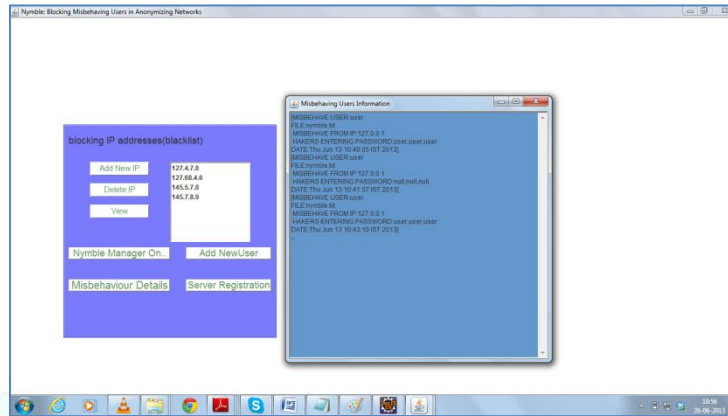 Nymble: Blocking Misbehaving Users in Anonymizing Networks
blocking IP addresses(blacklist)
Add New IP
Delete IP
View
127.4.7.8
127.68.4.6
145.5.7.8
145.7.8.9
Nymble Manager On..
Add NewUser
Misbehaviour Details
Server Registration
Misbehaving Users Information
[MISBEHAVE USER:user
FILE:nymble.txt
MISBEHAVE FROM IP:127.0.0.1
HAKERS ENTERING PASSWORD:user,user,user
DATE:Thu Jun 13 10:40:05 IST 2013]
[MISBEHAVE USER:user
FILE:nymble.txt
MISBEHAVE FROM IP:127.0.0.1
HAKERS ENTERING PASSWORD:null,null,null
DATE:Thu Jun 13 10:41:37 IST 2013]
[MISBEHAVE USER:user
FILE:nymble.txt
MISBEHAVE FROM IP:127.0.0.1
HAKERS ENTERING PASSWORD:user,user,user
DATE:Thu Jun 13 10:43:10 IST 2013]
18:56